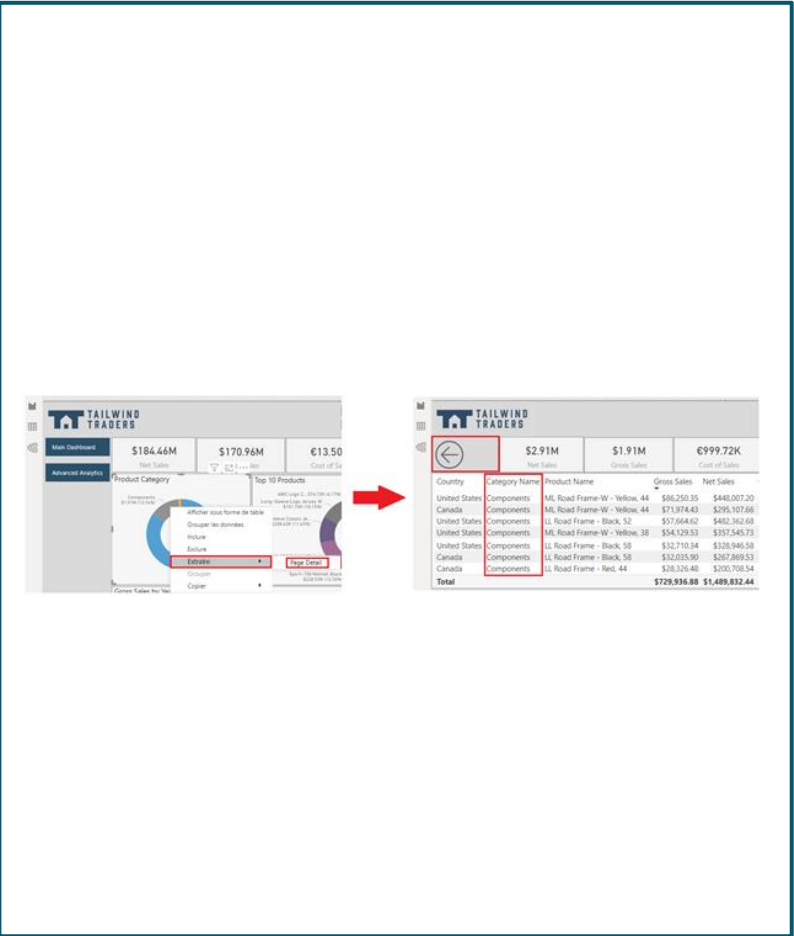 TAILWIND
TRADERS
Main Dashboard
Advanced Analytics
$184.46M
Net Sales
$170.96M
€13.50
Cost of Sa
Product Category
Top 10 Products
Components
Afficher sous forme de table
Grouper les données
Inclure
Exclure
Extraire
Page Detail
Grouper
Copier
Gross Sales by Yea
TAILWIND
TRADERS
$2.91M
Net Sales
$1.91M
Gross Sales
€999.72K
Cost of Sales
Country Category Name Product Name Gross Sales Net Sales
United States Components ML Road Frame-W - Yellow, 44 $86,250.35 $448,007.20
Canada Components ML Road Frame-W - Yellow, 44 $71,974.43 $295,107.66
United States Components LL Road Frame - Black, 52 $57,664.62 $482,362.68
United States Components ML Road Frame-W - Yellow, 38 $54,129.53 $357,545.73
United States Components LL Road Frame - Black, 58 $32,710.34 $328,946.58
Canada Components LL Road Frame - Black, 58 $32,035.90 $267,869.53
Canada Components LL Road Frame - Red, 44 $28,326.48 $200,708.54
Total $729,936.88 $1,489,832.44